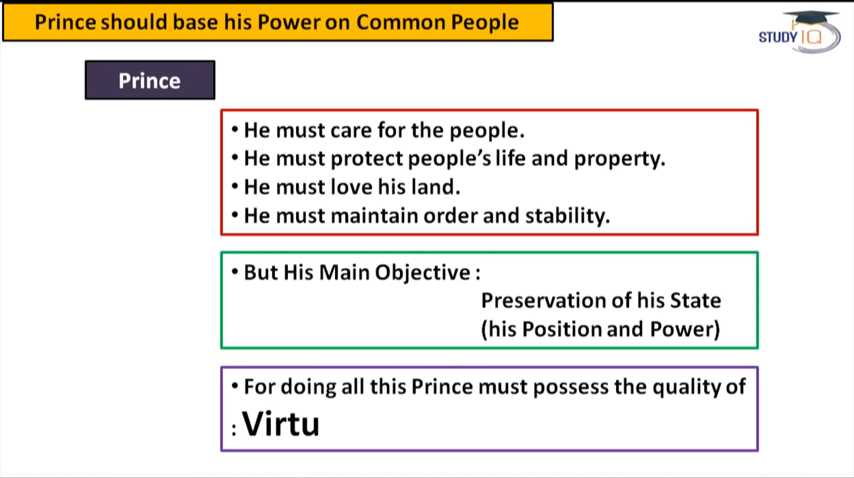 Prince should base his Power on Common People
STUDY IQ
Prince
• He must care for the people.
• He must protect people's life and property.
• He must love his land.
• He must maintain order and stability.
• But His Main Objective :
Preservation of his State
(his Position and Power)
• For doing all this Prince must possess the quality of
: Virtu